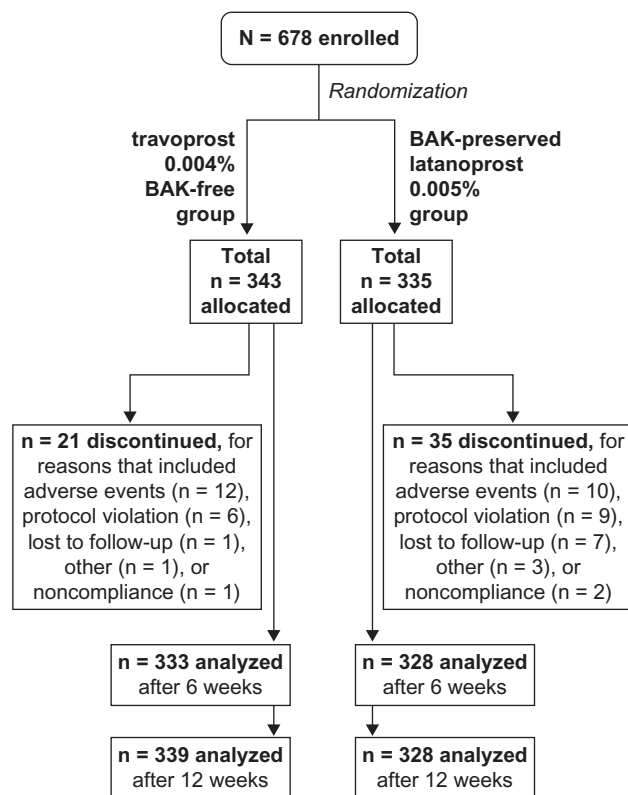 N = 678 enrolled
Randomization
travoprost
0.004%
BAK-free
group
BAK-preserved
latanoprost
0.005%
group
Total
n = 343
allocated
Total
n = 335
allocated
n = 21 discontinued, for
reasons that included
adverse events (n = 12),
protocol violation (n = 6),
lost to follow-up (n = 1),
other (n = 1), or
noncompliance (n = 1)
n = 35 discontinued, for
reasons that included
adverse events (n = 10),
protocol violation (n = 9),
lost to follow-up (n = 7),
other (n = 3), or
noncompliance (n = 2)
n = 333 analyzed
after 6 weeks
n = 328 analyzed
after 6 weeks
n = 339 analyzed
after 12 weeks
n = 328 analyzed
after 12 weeks